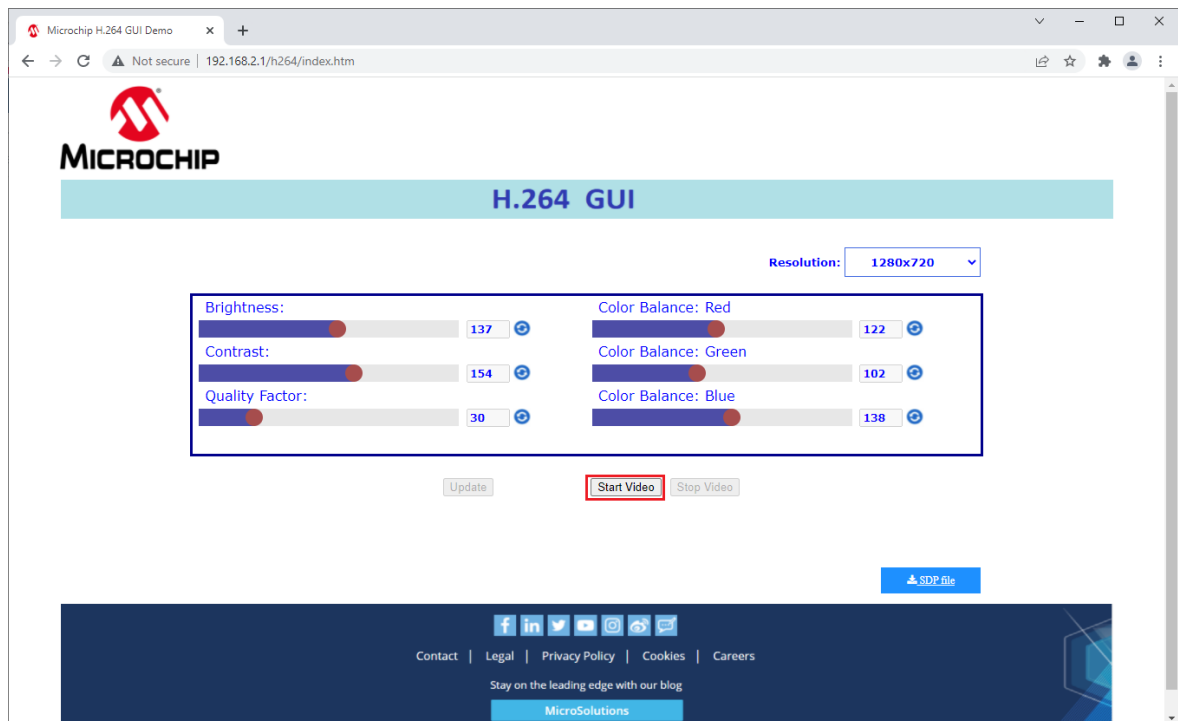 Microchip H.264 GUI Demo
Not secure | 192.168.2.1/h264/index.htm
MICROCHIP
H.264 GUI
Resolution: 1280x720
Brightness: Color Balance: Red
137 122
Contrast: Color Balance: Green
154 102
Quality Factor: Color Balance: Blue
30 138
Update Start Video Stop Video
SDP file
Contact | Legal | Privacy Policy | Cookies | Careers
Stay on the leading edge with our blog
MicroSolutions